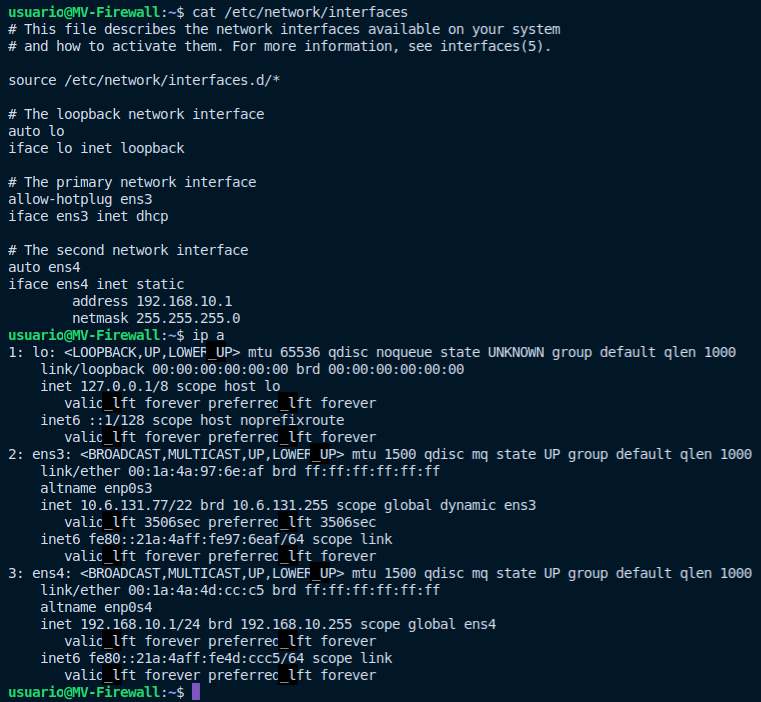 usuario@MV-Firewall:~$ cat /etc/network/interfaces
# This file describes the network interfaces available on your system
# and how to activate them. For more information, see interfaces(5).

source /etc/network/interfaces.d/*

# The loopback network interface
auto lo
iface lo inet loopback

# The primary network interface
allow-hotplug ens3
iface ens3 inet dhcp

# The second network interface
auto ens4
iface ens4 inet static
        address 192.168.10.1
        netmask 255.255.255.0
usuario@MV-Firewall:~$ ip a
1: lo: <LOOPBACK,UP,LOWER_UP> mtu 65536 qdisc noqueue state UNKNOWN group default qlen 1000
    link/loopback 00:00:00:00:00:00 brd 00:00:00:00:00:00
    inet 127.0.0.1/8 scope host lo
       valid_lft forever preferred_lft forever
    inet6 ::1/128 scope host noprefixroute
       valid_lft forever preferred_lft forever
2: ens3: <BROADCAST,MULTICAST,UP,LOWER_UP> mtu 1500 qdisc mq state UP group default qlen 1000
    link/ether 00:1a:4a:97:6e:af brd ff:ff:ff:ff:ff:ff
    altname enp0s3
    inet 10.6.131.77/22 brd 10.6.131.255 scope global dynamic ens3
       valid_lft 3506sec preferred_lft 3506sec
    inet6 fe80::21a:4aff:fe97:6eaf/64 scope link
       valid_lft forever preferred_lft forever
3: ens4: <BROADCAST,MULTICAST,UP,LOWER_UP> mtu 1500 qdisc mq state UP group default qlen 1000
    link/ether 00:1a:4a:4d:cc:c5 brd ff:ff:ff:ff:ff:ff
    altname enp0s4
    inet 192.168.10.1/24 brd 192.168.10.255 scope global ens4
       valid_lft forever preferred_lft forever
    inet6 fe80::21a:4aff:fe4d:ccc5/64 scope link
       valid_lft forever preferred_lft forever
usuario@MV-Firewall:~$